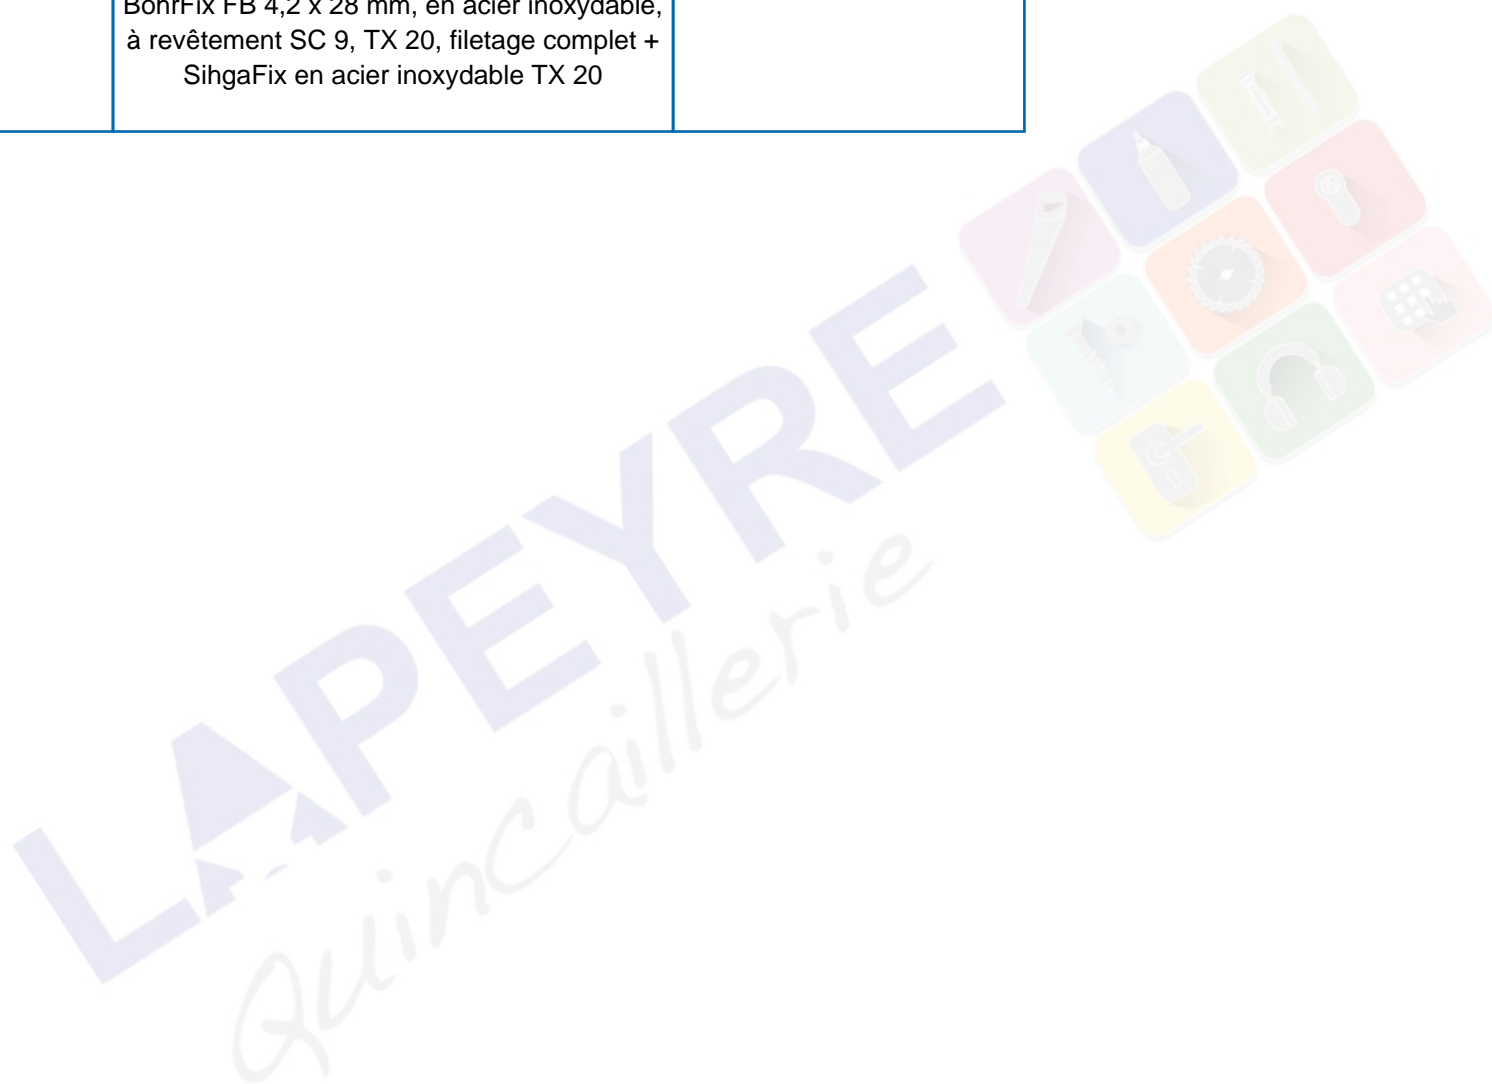 BohrFix FB 4,2 x 28 mm, en acier inoxydable,
à revêtement SC 9, TX 20, filetage complet +
SihgaFix en acier inoxydable TX 20
LAPEYRE
Quincaillerie